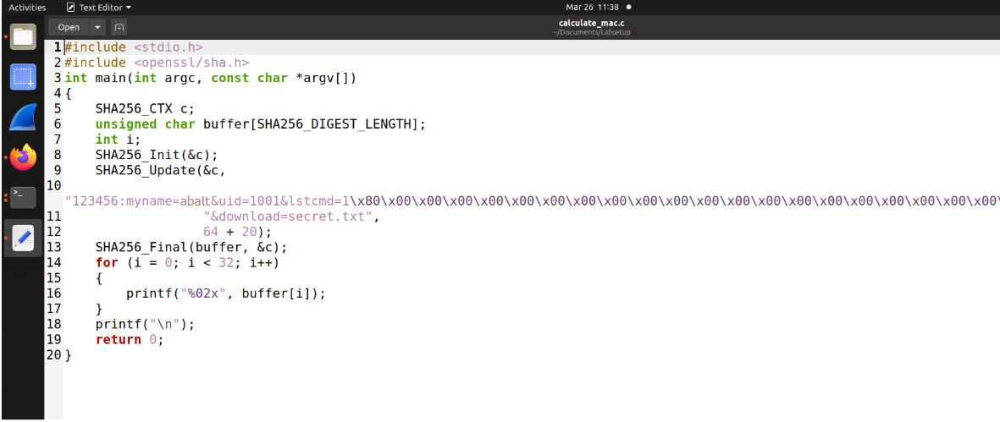 Activities Text Editor Mar 26 11:38
Open calculate_mac.c
~/Documents/Labsetup
1 #include <stdio.h>
2 #include <openssl/sha.h>
3 int main(int argc, const char *argv[])
4 {
5     SHA256_CTX c;
6     unsigned char buffer[SHA256_DIGEST_LENGTH];
7     int i;
8     SHA256_Init(&c);
9     SHA256_Update(&c,
10
"123456:myname=abalt&uid=1001&lstcmd=1\x80\x00\x00\x00\x00\x00\x00\x00\x00\x00\x00\x00\x00\x00\x00\x00\x00\x00\x00\x00\x00\
11                   "&download=secret.txt",
12                   64 + 20);
13     SHA256_Final(buffer, &c);
14     for (i = 0; i < 32; i++)
15     {
16         printf("%02x", buffer[i]);
17     }
18     printf("\n");
19     return 0;
20 }